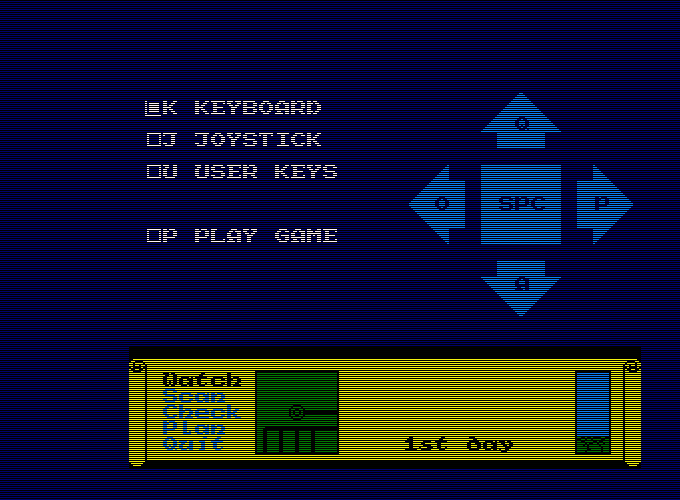 K KEYBOARD
J JOYSTICK
U USER KEYS
P PLAY GAME
Q
O SPC P
A
Watch
Scan
Check
Plan
Quit
1st day